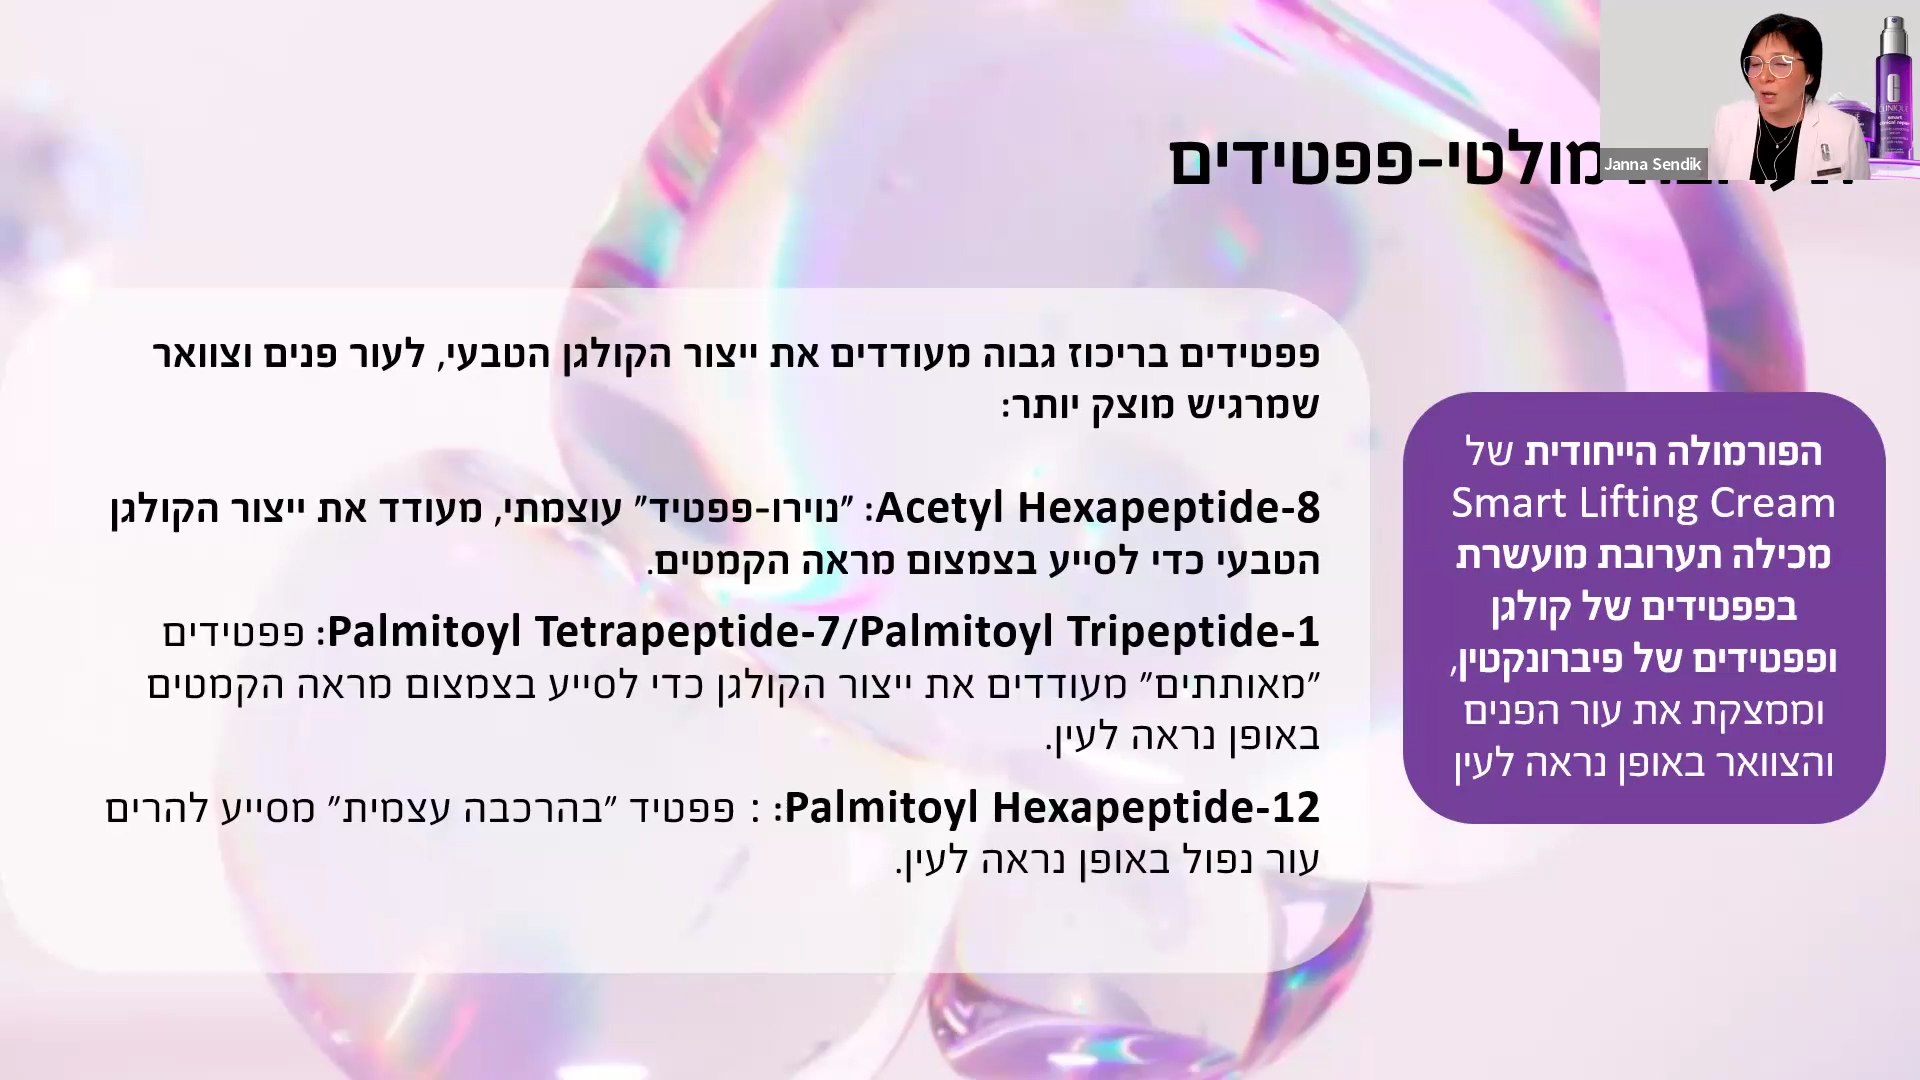 מולטי-פפטידים
Janna Sendik
CLINIQUE
פפטידים בריכוז גבוה מעודדים את ייצור הקולגן הטבעי, לעור פנים וצוואר
שמרגיש מוצק יותר:
Acetyl Hexapeptide-8: "נוירו-פפטיד" עוצמתי, מעודד את ייצור הקולגן
הטבעי כדי לסייע בצמצום מראה הקמטים.
Palmitoyl Tetrapeptide-7/Palmitoyl Tripeptide-1: פפטידים
"מאותתים" מעודדים את ייצור הקולגן כדי לסייע בצמצום מראה הקמטים
באופן נראה לעין.
Palmitoyl Hexapeptide-12: : פפטיד "בהרכבה עצמית" מסייע להרים
עור נפול באופן נראה לעין.
הפורמולה הייחודית של
Smart Lifting Cream
מכילה תערובת מועשרת
בפפטידים של קולגן
ופפטידים של פיברונקטין,
וממצקת את עור הפנים
והצוואר באופן נראה לעין